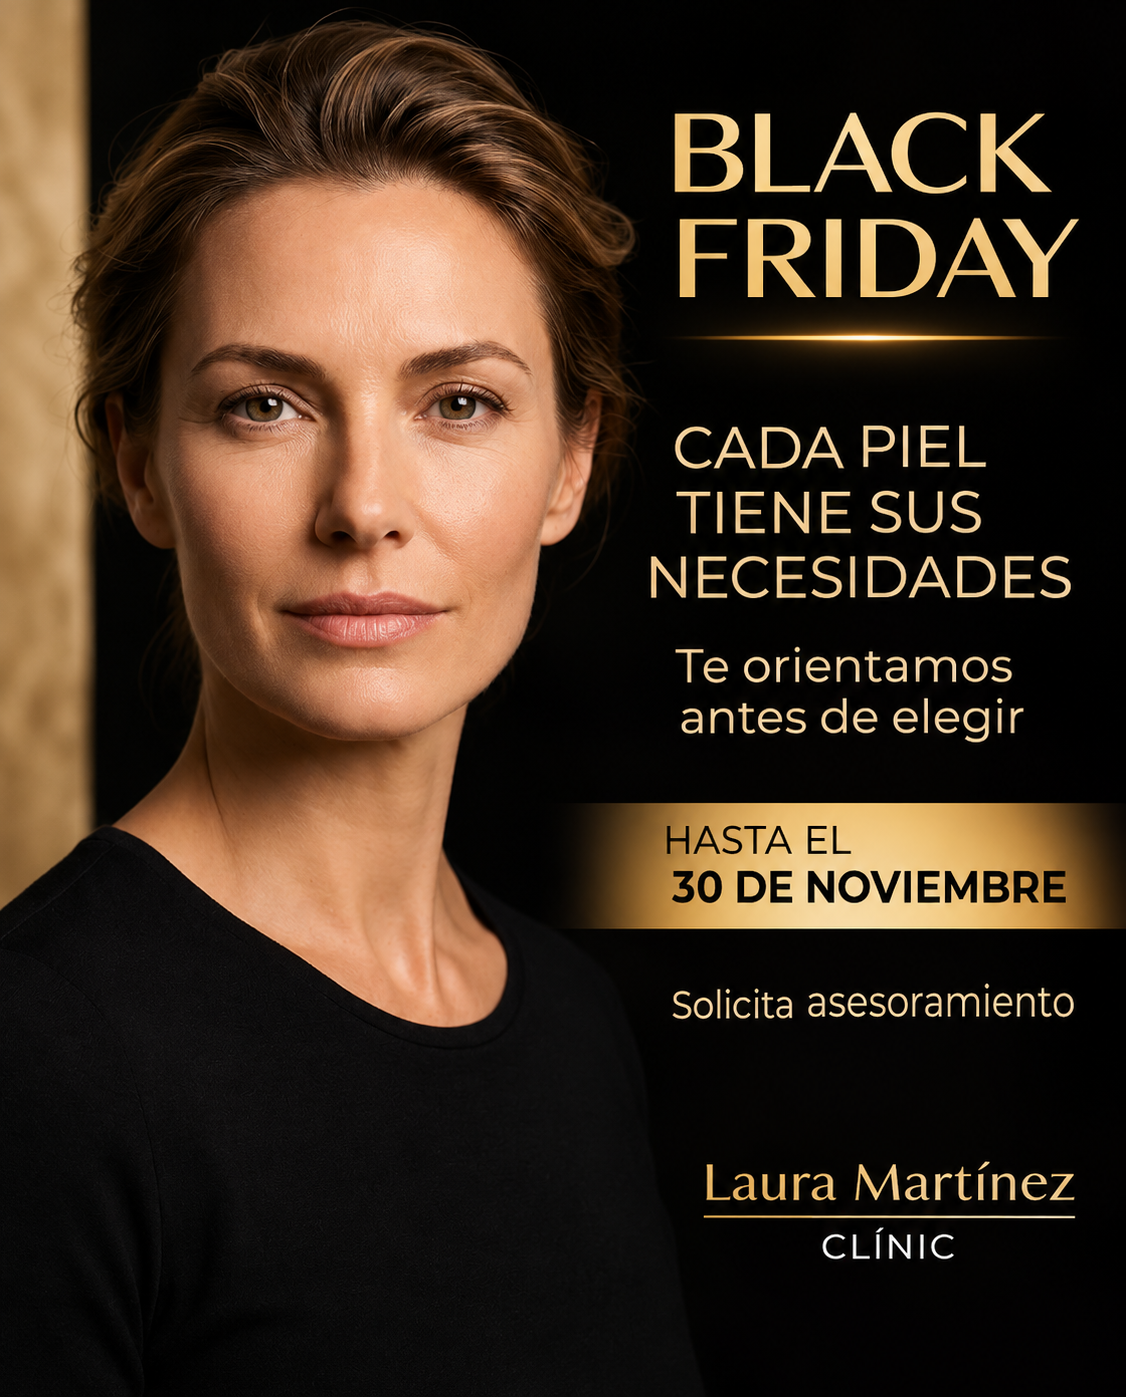 BLACK
FRIDAY
CADA PIEL
TIENE SUS
NECESIDADES
Te orientamos
antes de elegir
HASTA EL
30 DE NOVIEMBRE
Solicita asesoramiento
Laura Martínez
CLÍNIC